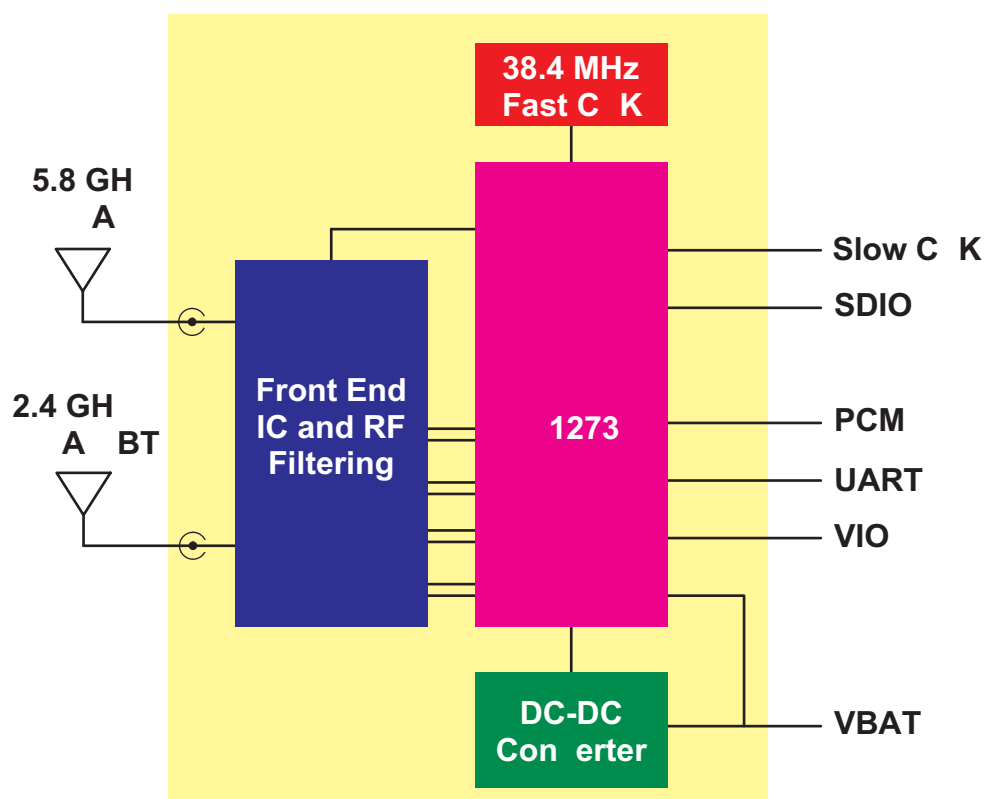 38.4 MHz
Fast C K
5.8 GH
A
Slow C K
SDIO
Front End
IC and RF
Filtering
2.4 GH
A BT
1273
PCM
UART
VIO
DC-DC
Con erter
VBAT